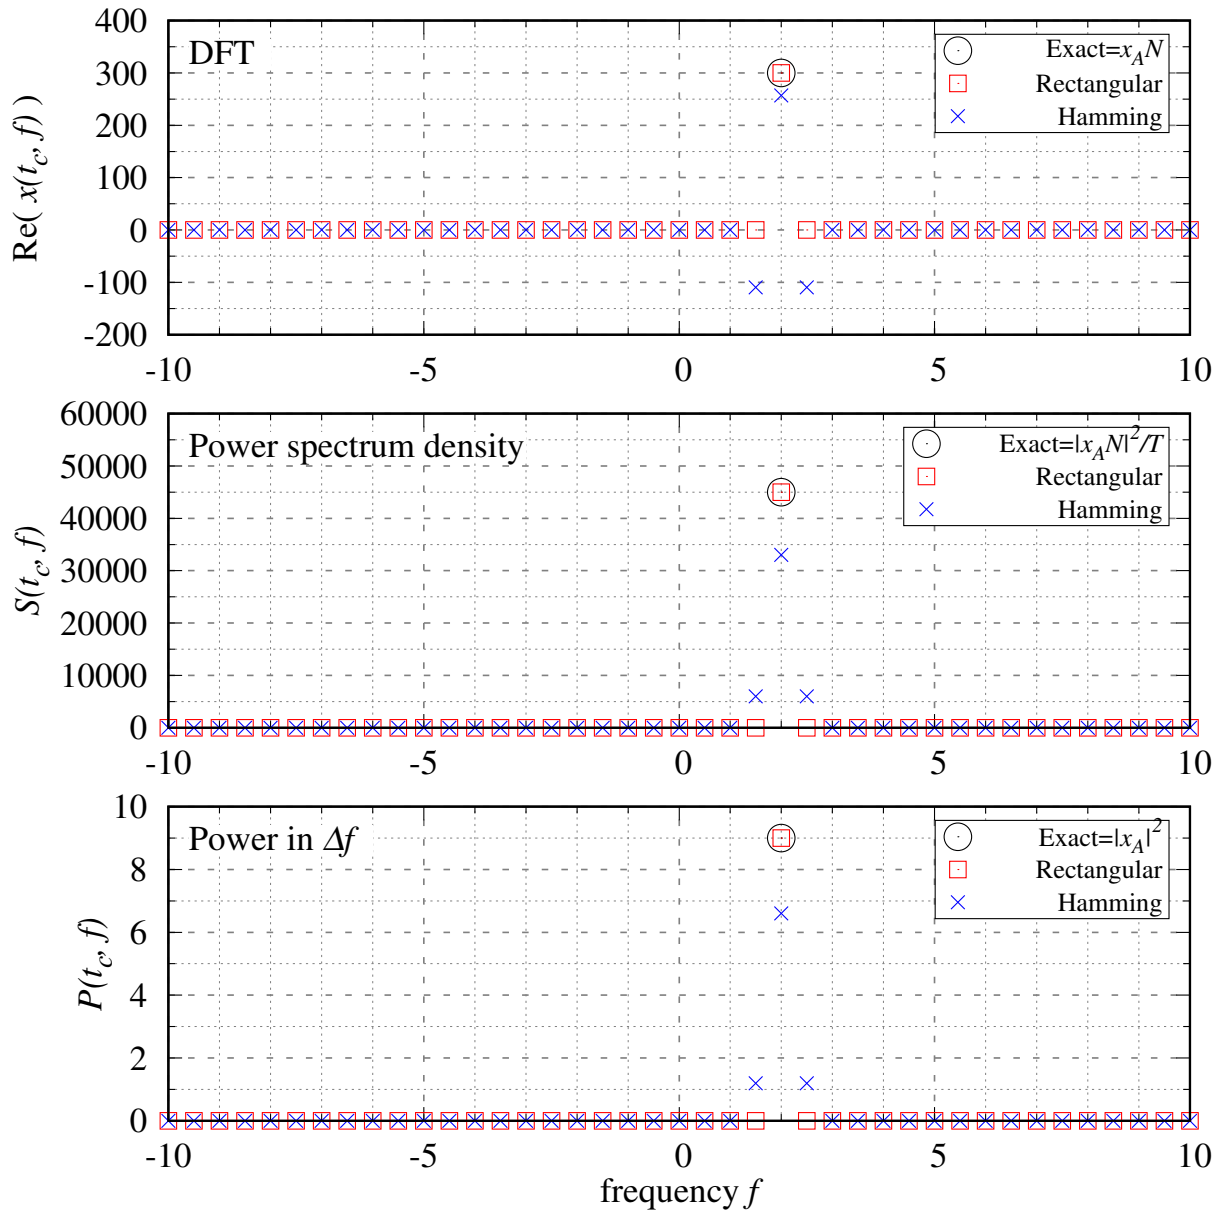 DFT
Re( x(t_c, f) )
400
300
200
100
0
-100
-200
Exact=x_A N
Rectangular
Hamming
-10 -5 0 5 10
Power spectrum density
S(t_c, f)
60000
50000
40000
30000
20000
10000
0
Exact=|x_A N|^2/T
Rectangular
Hamming
-10 -5 0 5 10
Power in Δf
P(t_c, f)
10
8
6
4
2
0
Exact=|x_A|^2
Rectangular
Hamming
-10 -5 0 5 10
frequency f